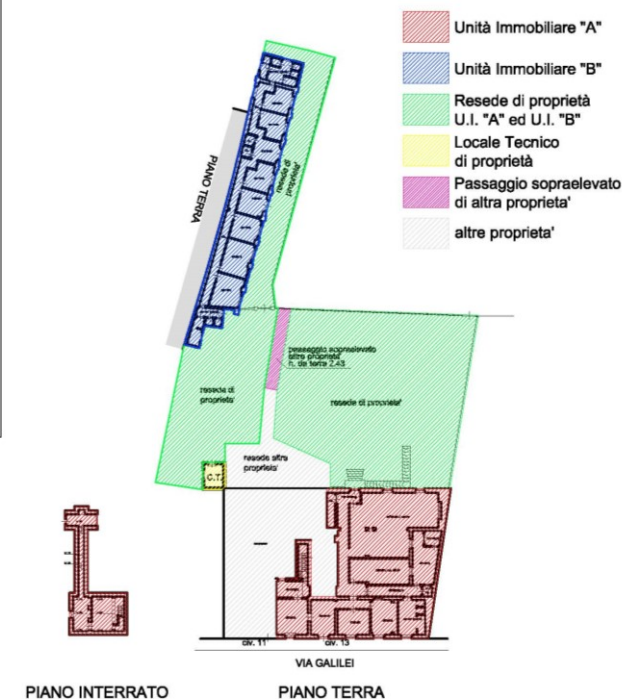 Unità Immobiliare "A"
Unità Immobiliare "B"
Resede di proprietà
U.I. "A" ed U.I. "B"
Locale Tecnico
di proprietà
Passaggio sopraelevato
di altra proprieta'
altre proprieta'
PIANO TERRA
resede di
proprieta'
passaggio sopraelevato
altre proprieta'
h. da terra 2.43
resede di
proprieta'
resede di proprieta'
resede altra
proprieta'
C.T.
civ. 11
civ. 13
VIA GALILEI
PIANO INTERRATO
PIANO TERRA